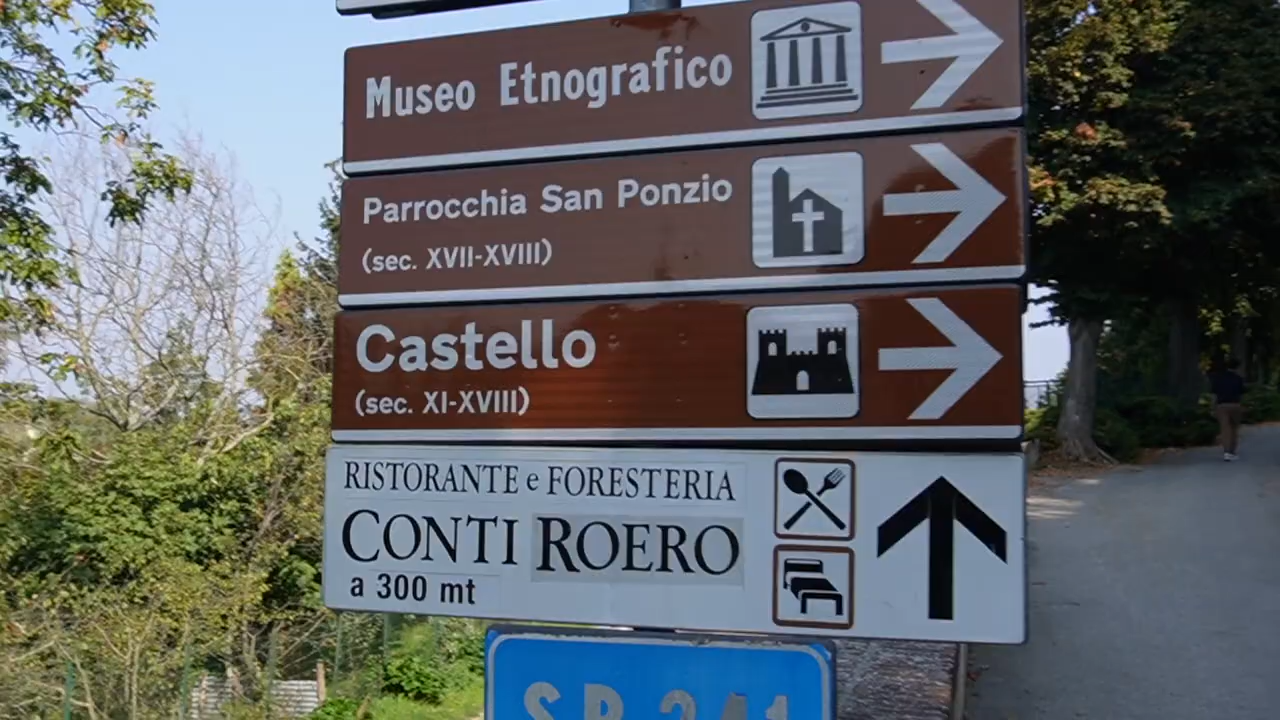 Museo Etnografico
Parrocchia San Ponzio
(sec. XVII-XVIII)
Castello
(sec. XI-XVIII)
RISTORANTE e FORESTERIA
CONTI ROERO
a 300 mt
S.P. 241